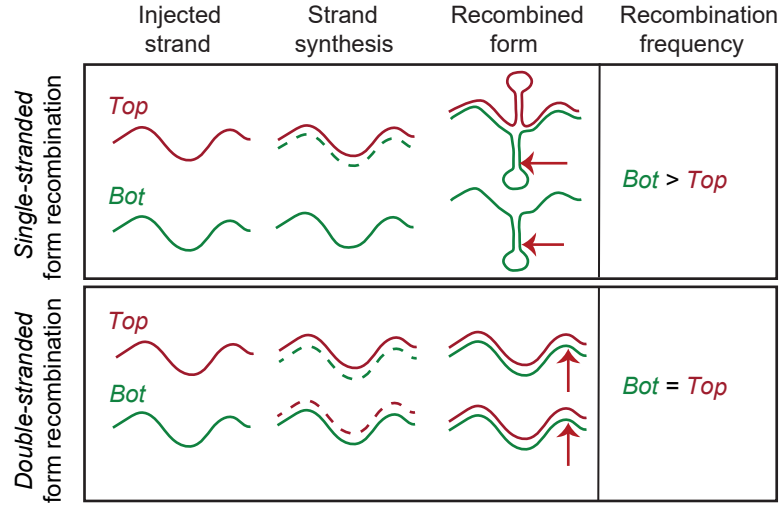 Injected
strand
Strand
synthesis
Recombined
form
Recombination
frequency
Single-stranded
form recombination
Top
Bot
Bot > Top
Double-stranded
form recombination
Top
Bot
Bot = Top